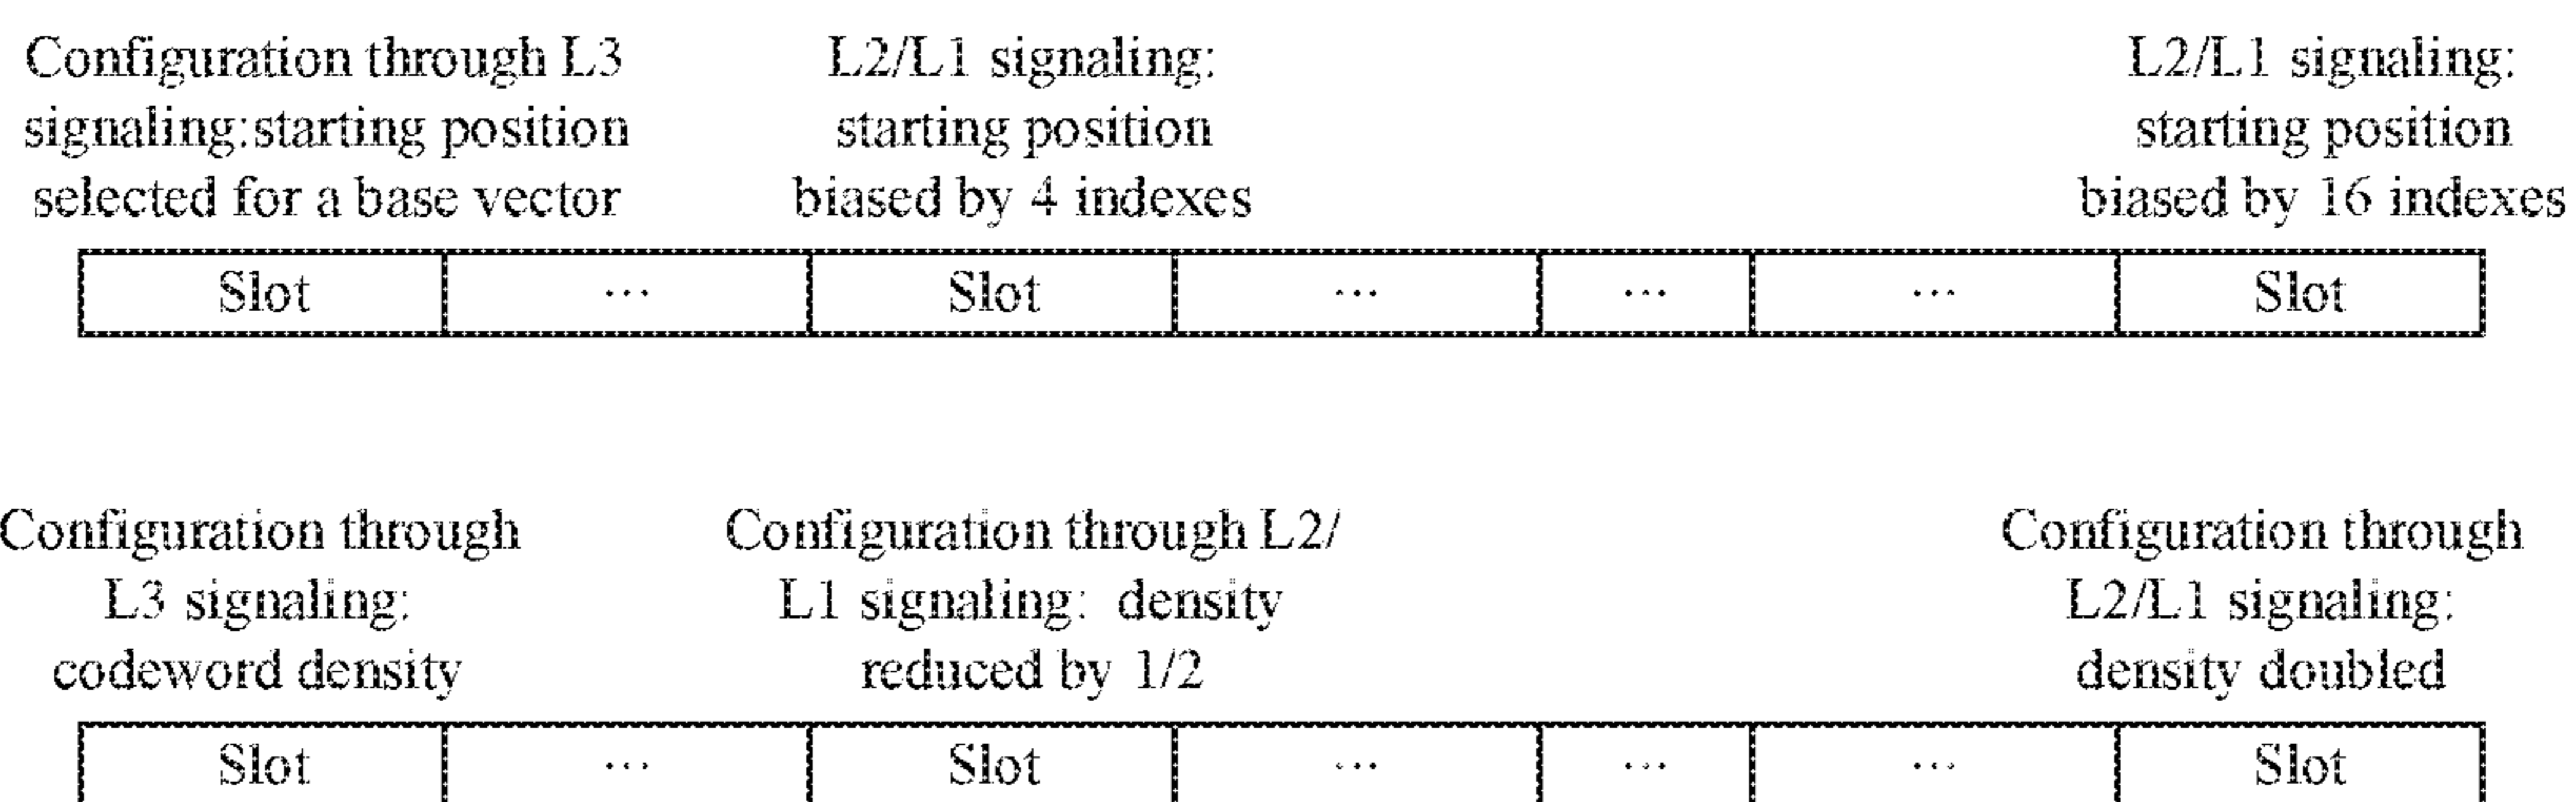 Configuration through L3
signaling:starting position
selected for a base vector
L2/L1 signaling:
starting position
biased by 4 indexes
L2/L1 signaling:
starting position
biased by 16 indexes
Slot ... Slot ... ... ... Slot
Configuration through
L3 signaling:
codeword density
Configuration through L2/
L1 signaling: density
reduced by 1/2
Configuration through
L2/L1 signaling:
density doubled
Slot ... Slot ... ... ... Slot